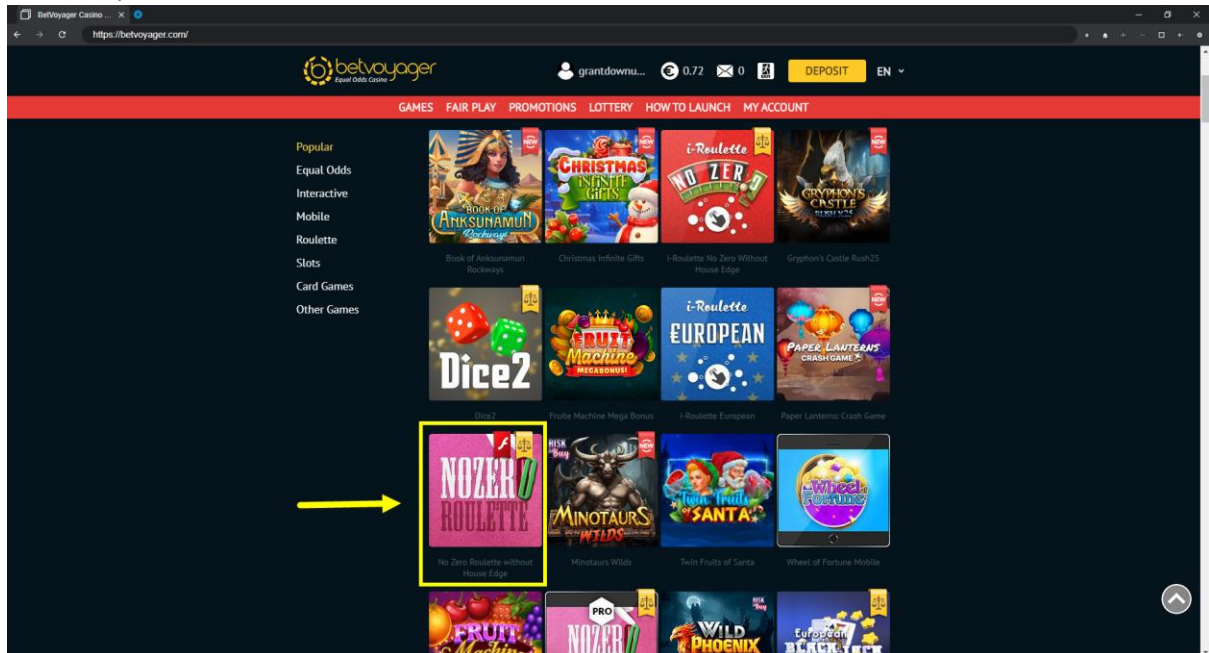 BetVoyager Casino ...
https://betvoyager.com/
betvoyager
Equal Odds Casino
grantdownu...
0.72
0
DEPOSIT
EN
GAMES FAIR PLAY PROMOTIONS LOTTERY HOW TO LAUNCH MY ACCOUNT
Popular
Equal Odds
Interactive
Mobile
Roulette
Slots
Card Games
Other Games
NEW
BOOK OF
ANKSUNAMUN
Rockways
Book of Anksunamun
Rockways
NEW
CHRISTMAS
INFINITE
GIFTS
Christmas Infinite Gifts
i-Roulette
NO ZERO
I-Roulette No Zero Without
House Edge
NEW
GRYPHON'S
CASTLE
RUSH X25
Gryphon's Castle Rush25
Dice2
Dice2
FRUIT
Machine
MEGABONUS!
Fruite Machine Mega Bonus
i-Roulette
EUROPEAN
i-Roulette European
NEW
PAPER LANTERNS
CRASH GAME
Paper Lanterns: Crash Game
NOZERO
ROULETTE
No Zero Roulette without
House Edge
RISK
Buy
NEW
MINOTAURS
WILDS
Minotaurs Wilds
Twin Fruits
OF SANTA
Twin Fruits of Santa
Wheel of
Fortune
Wheel of Fortune Mobile
FRUIT
Machine
PRO
NOZERO
RISK
Buy
WILD
PHOENIX
European
BLACK JACK